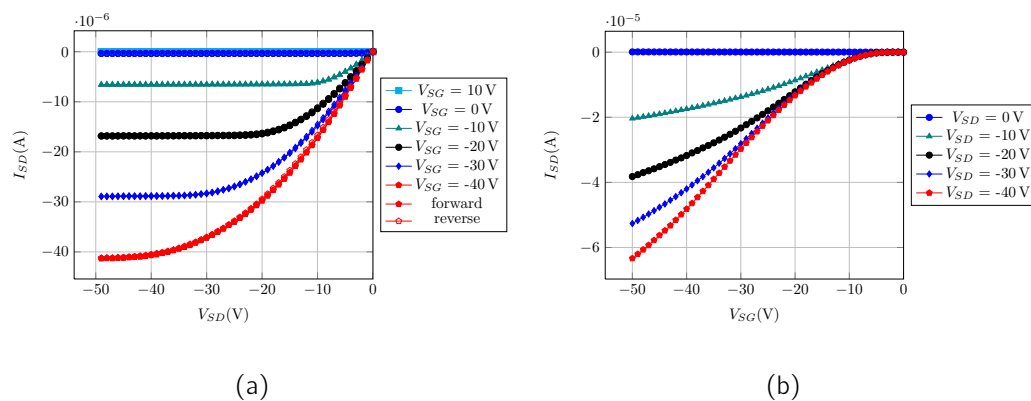 ·10⁻⁶
0
−10
−20
−30
−40
I_SD(A)
−50 −40 −30 −20 −10 0
V_SD(V)
V_SG = 10 V
V_SG = 0 V
V_SG = -10 V
V_SG = -20 V
V_SG = -30 V
V_SG = -40 V
forward
reverse
(a)
·10⁻⁵
0
−2
−4
−6
I_SD(A)
−50 −40 −30 −20 −10 0
V_SG(V)
V_SD = 0 V
V_SD = -10 V
V_SD = -20 V
V_SD = -30 V
V_SD = -40 V
(b)